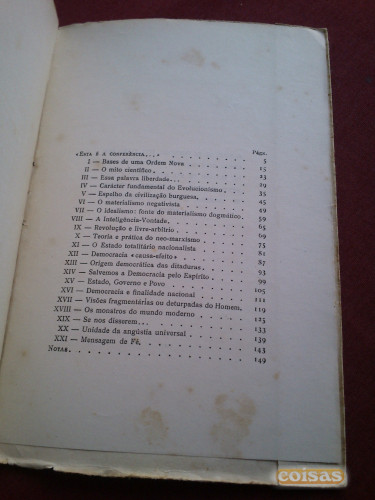 Págs.
«Esta é a conferência...» 5
I — Bases de uma Ordem Nova 15
II — O mito científico 23
III — Essa palavra liberdade... 29
IV — Carácter fundamental do Evolucionismo 35
V — Espelho da civilização burguesa 45
VI — O materialismo negativista 49
VII — O idealismo: fonte do materialismo dogmático 59
VIII — A Inteligência-Vontade 65
IX — Revolução e livre-arbítrio 69
X — Teoria e prática do neo-marxismo 75
XI — O Estado totalitário nacionalista 81
XII — Democracia «causa-efeito» 87
XIII — Origem democrática das ditaduras 93
XIV — Salvemos a Democracia pelo Espírito 99
XV — Estado, Governo e Povo 105
XVI — Democracia e finalidade nacional 111
XVII — Visões fragmentárias ou deturpadas do Homem 119
XVIII — Os monstros do mundo moderno 125
XIX — Se nos disserem... 133
XX — Unidade da angústia universal 139
XXI — Mensagem de Fé 143
Notas 149
coisas